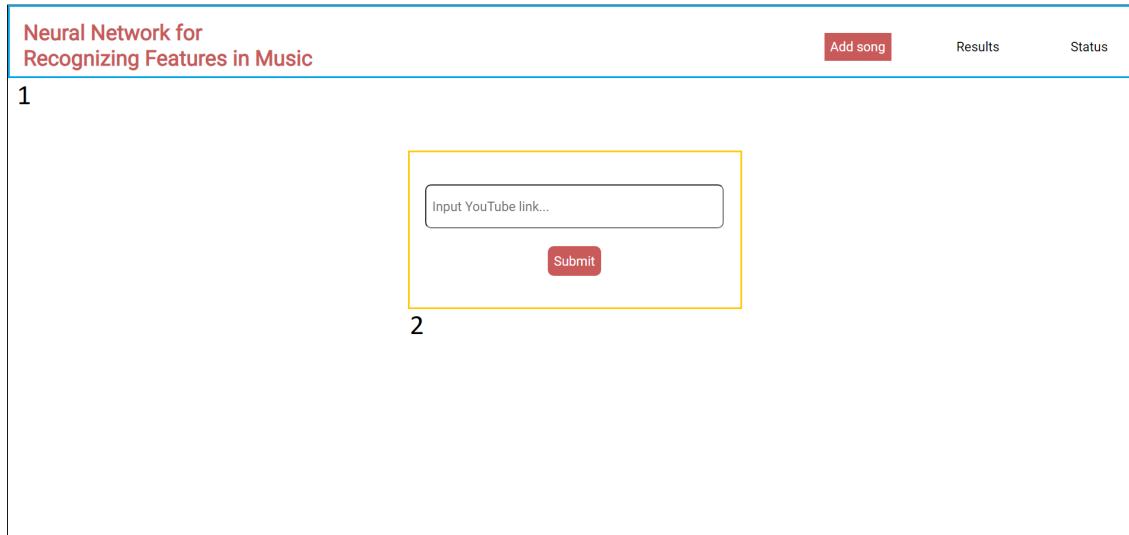 Neural Network for
Recognizing Features in Music
Add song
Results
Status
1
Input YouTube link...
Submit
2